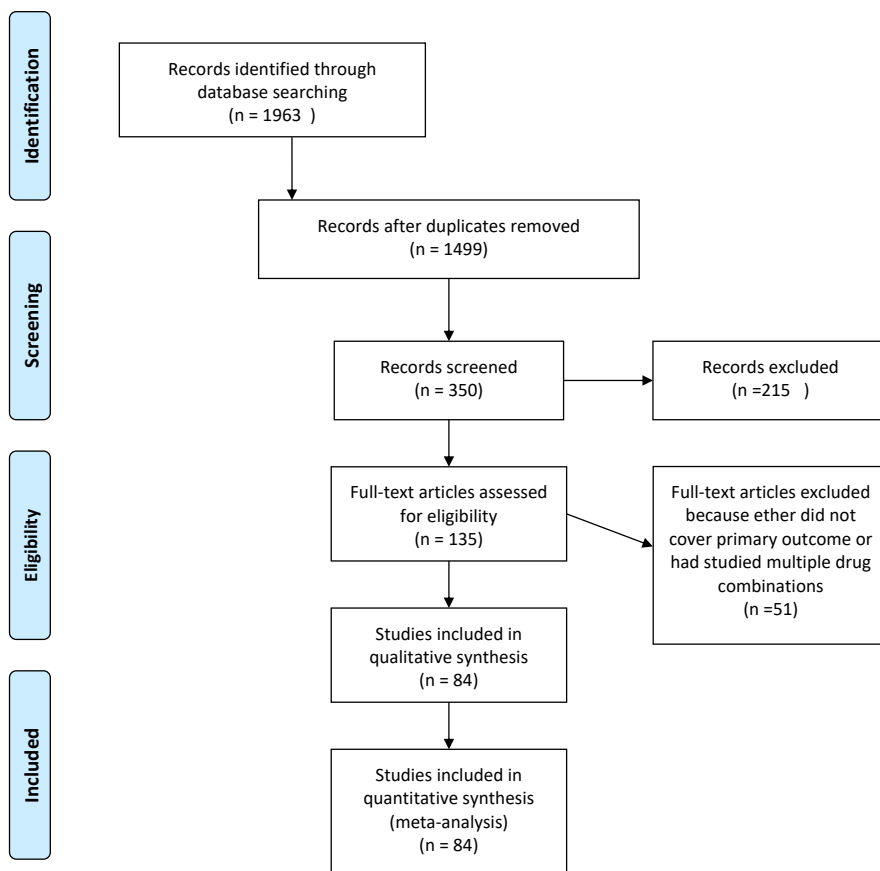 Identification
Records identified through
database searching
(n = 1963  )
Records after duplicates removed
(n = 1499)
Screening
Records screened
(n = 350)
Records excluded
(n =215  )
Eligibility
Full-text articles assessed
for eligibility
(n = 135)
Full-text articles excluded
because ether did not
cover primary outcome or
had studied multiple drug
combinations
(n =51)
Studies included in
qualitative synthesis
(n = 84)
Included
Studies included in
quantitative synthesis
(meta-analysis)
(n = 84)